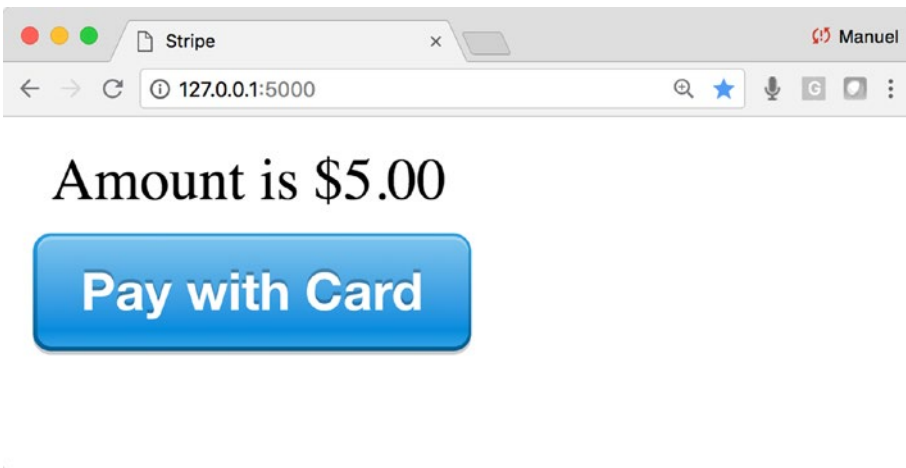 Stripe
Manuel
127.0.0.1:5000
G
Amount is $5.00
Pay with Card